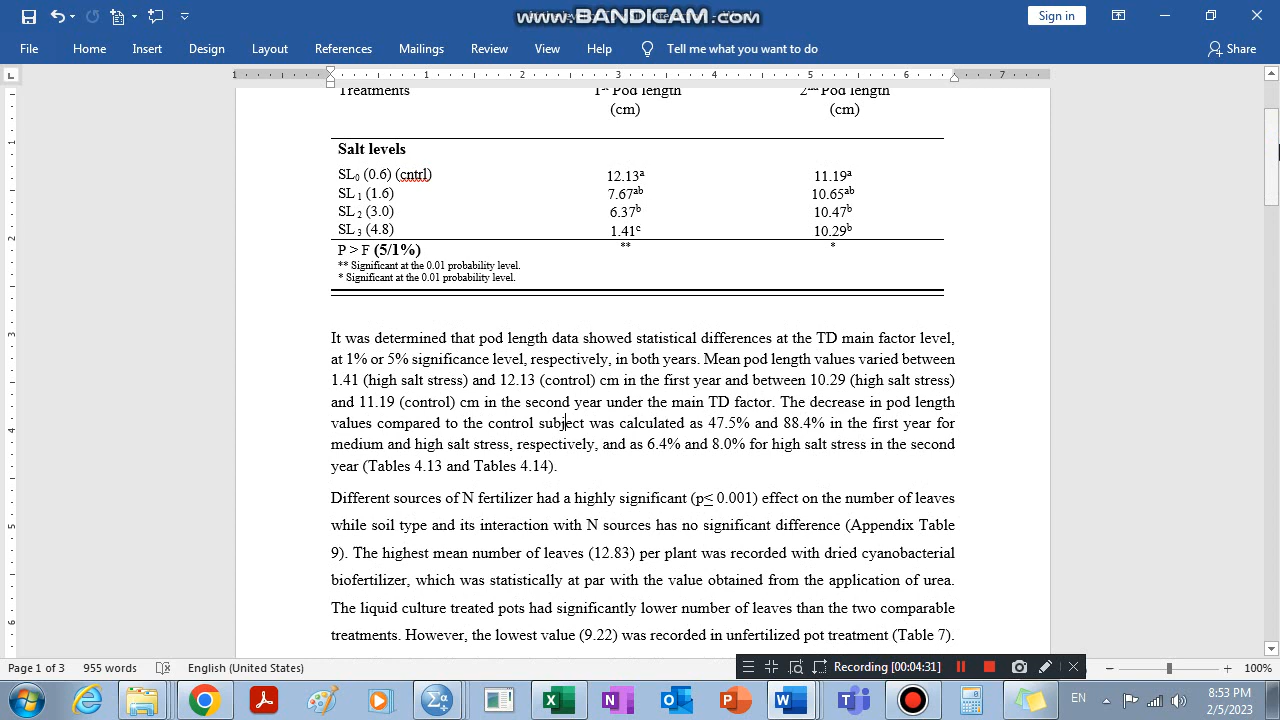 www.BANDICAM.com
Sign in
File Home Insert Design Layout References Mailings Review View Help Tell me what you want to do Share
1 1 2 3 4 5 6 7
Treatments 1st Pod length 2nd Pod length
(cm) (cm)
Salt levels
SL0 (0.6) (cntrl) 12.13a 11.19a
SL 1 (1.6) 7.67ab 10.65ab
SL 2 (3.0) 6.37b 10.47b
SL 3 (4.8) 1.41c 10.29b
P > F (5/1%) ** *
** Significant at the 0.01 probability level.
* Significant at the 0.01 probability level.
It was determined that pod length data showed statistical differences at the TD main factor level,
at 1% or 5% significance level, respectively, in both years. Mean pod length values varied between
1.41 (high salt stress) and 12.13 (control) cm in the first year and between 10.29 (high salt stress)
and 11.19 (control) cm in the second year under the main TD factor. The decrease in pod length
values compared to the control subject was calculated as 47.5% and 88.4% in the first year for
medium and high salt stress, respectively, and as 6.4% and 8.0% for high salt stress in the second
year (Tables 4.13 and Tables 4.14).
Different sources of N fertilizer had a highly significant (p≤ 0.001) effect on the number of leaves
while soil type and its interaction with N sources has no significant difference (Appendix Table
9). The highest mean number of leaves (12.83) per plant was recorded with dried cyanobacterial
biofertilizer, which was statistically at par with the value obtained from the application of urea.
The liquid culture treated pots had significantly lower number of leaves than the two comparable
treatments. However, the lowest value (9.22) was recorded in unfertilized pot treatment (Table 7).
Page 1 of 3 955 words English (United States) Recording [00:04:31] 100%
EN 8:53 PM
2/5/2023